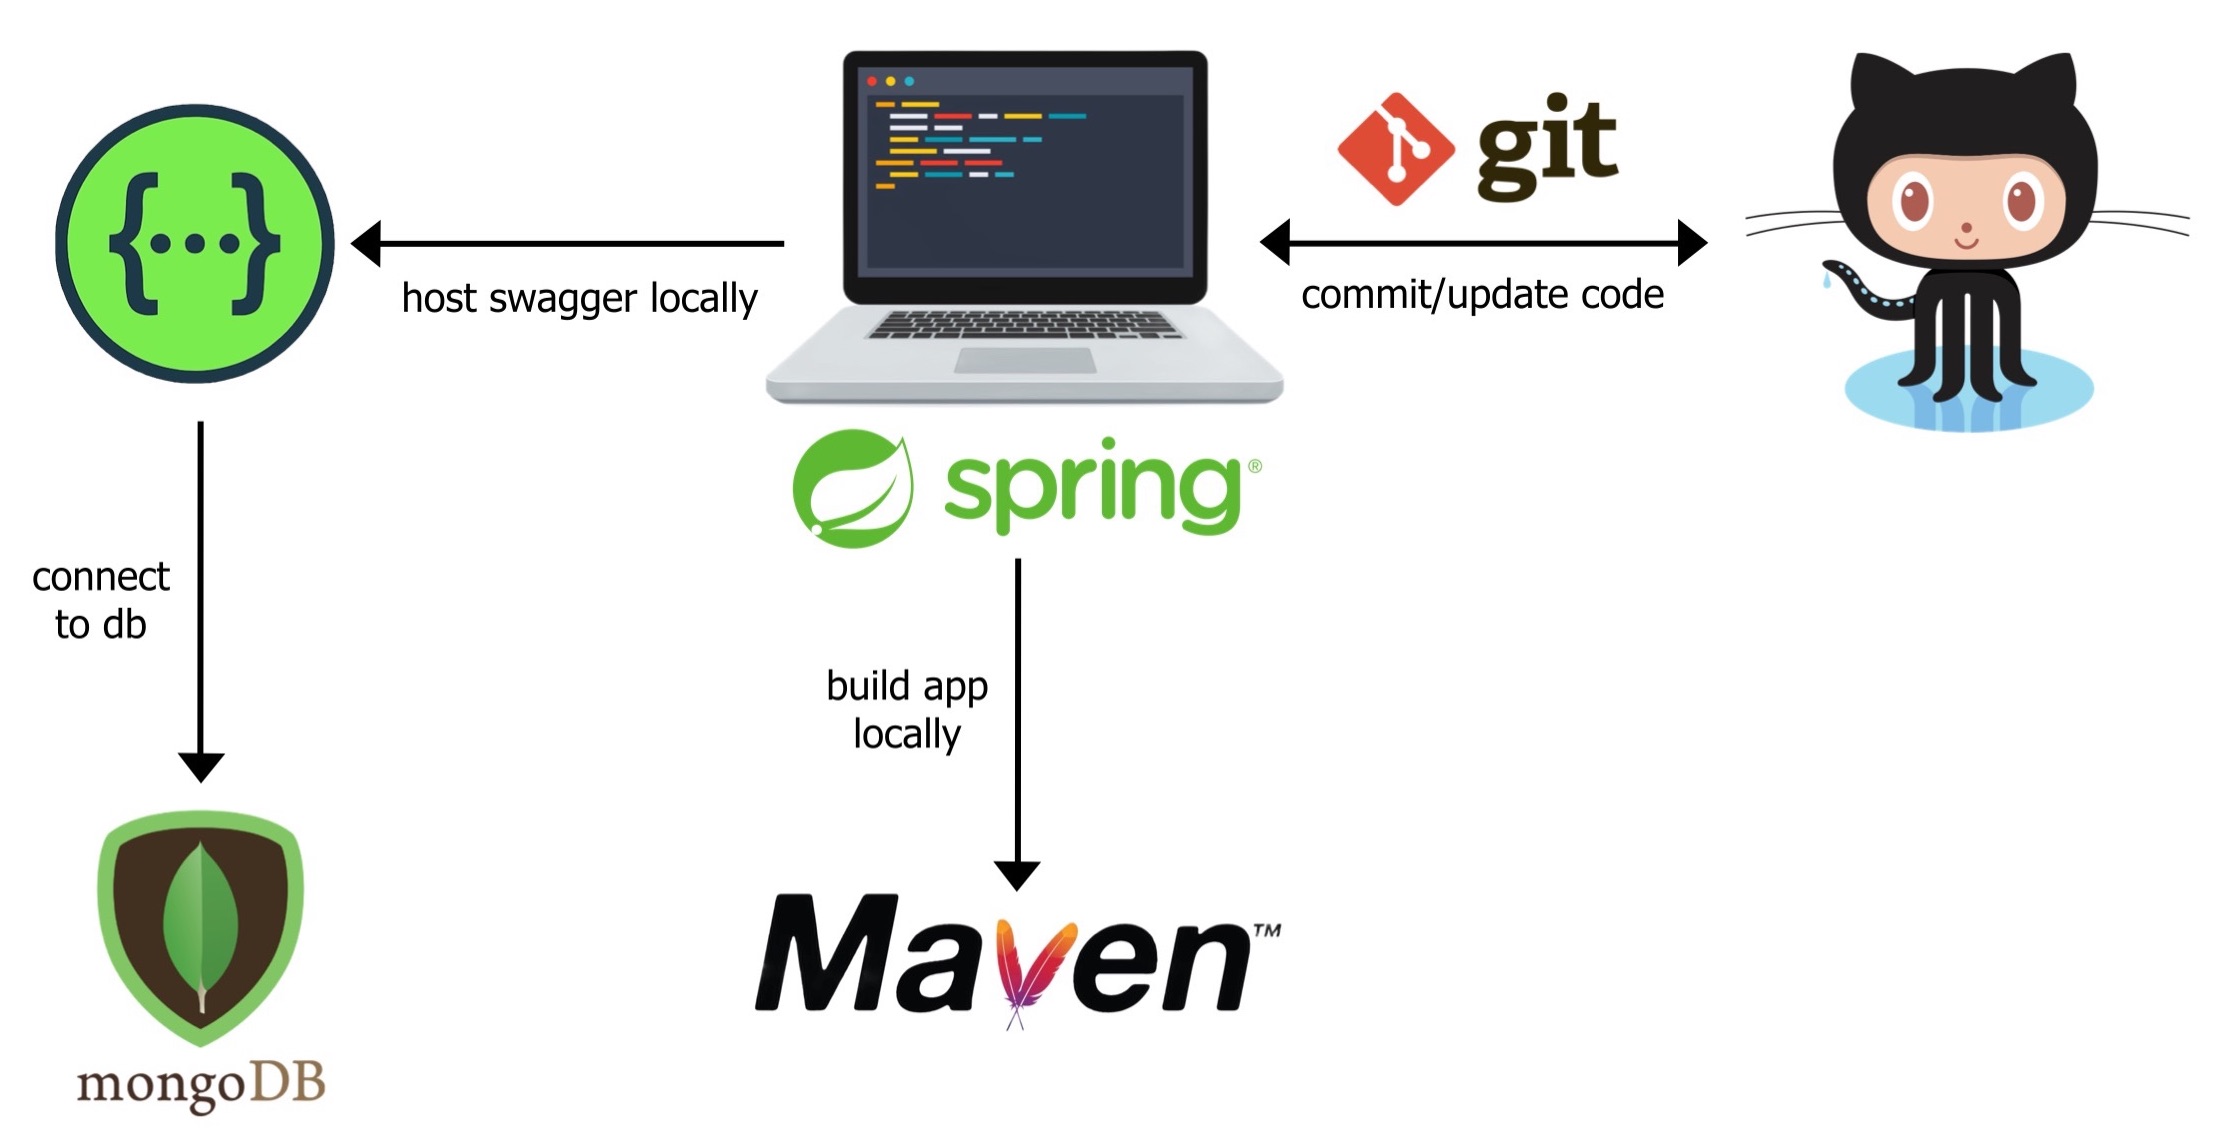 git
host swagger locally
commit/update code
spring®
connect
to db
build app
locally
Maven™
mongoDB